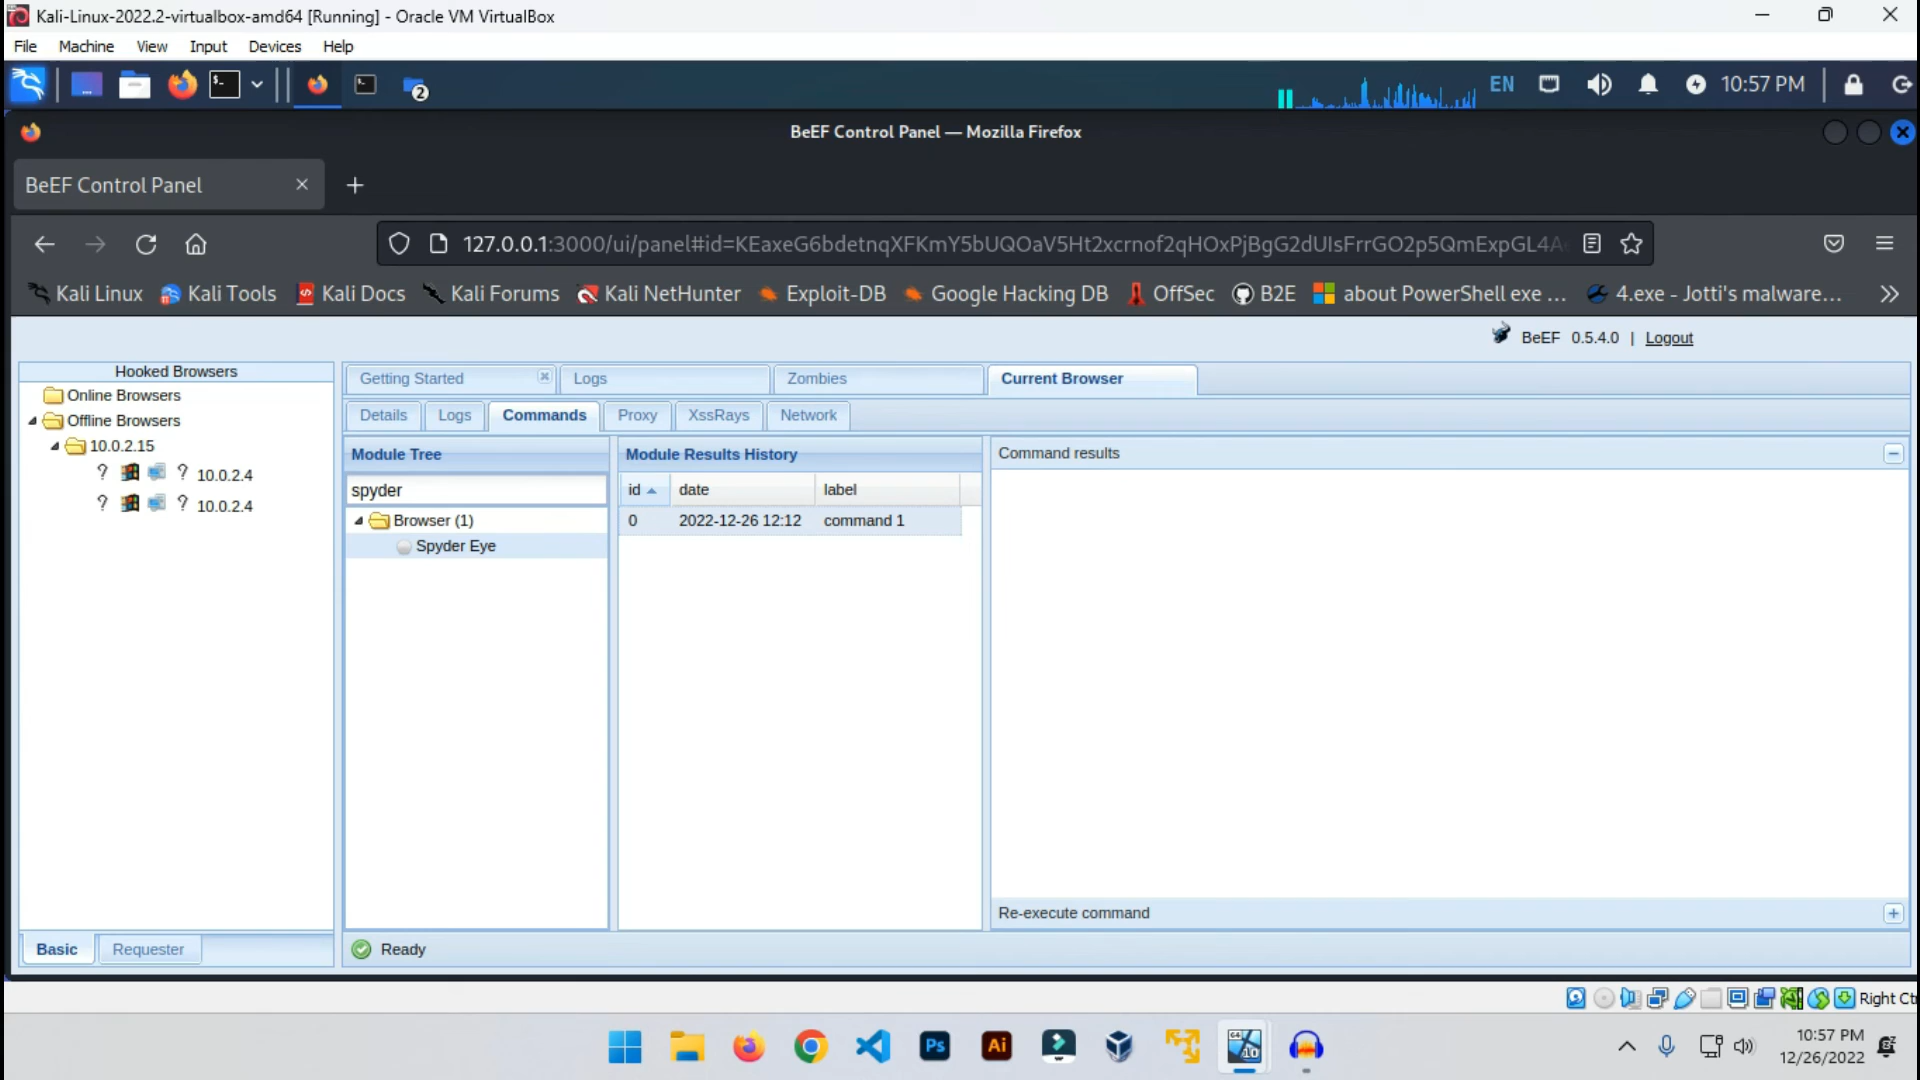 Kali-Linux-2022.2-virtualbox-amd64 [Running] - Oracle VM VirtualBox
File Machine View Input Devices Help
2 EN 10:57 PM
BeEF Control Panel — Mozilla Firefox
BeEF Control Panel
127.0.0.1:3000/ui/panel#id=KEaxeG6bdetnqXFKmY5bUQOaV5Ht2xcrnof2qHOxPjBgG2dUIsFrrGO2p5QmExpGL4A
Kali Linux Kali Tools Kali Docs Kali Forums Kali NetHunter Exploit-DB Google Hacking DB OffSec B2E about PowerShell exe ... 4.exe - Jotti's malware...
BeEF 0.5.4.0 | Logout
Hooked Browsers
Online Browsers
Offline Browsers
10.0.2.15
? ? 10.0.2.4
? ? 10.0.2.4
Basic Requester
Getting Started Logs Zombies Current Browser
Details Logs Commands Proxy XssRays Network
Module Tree
spyder
Browser (1)
Spyder Eye
Module Results History
id date label
0 2022-12-26 12:12 command 1
Command results
Re-execute command
Ready
Right Ct
Ps Ai 64 10
10:57 PM
12/26/2022